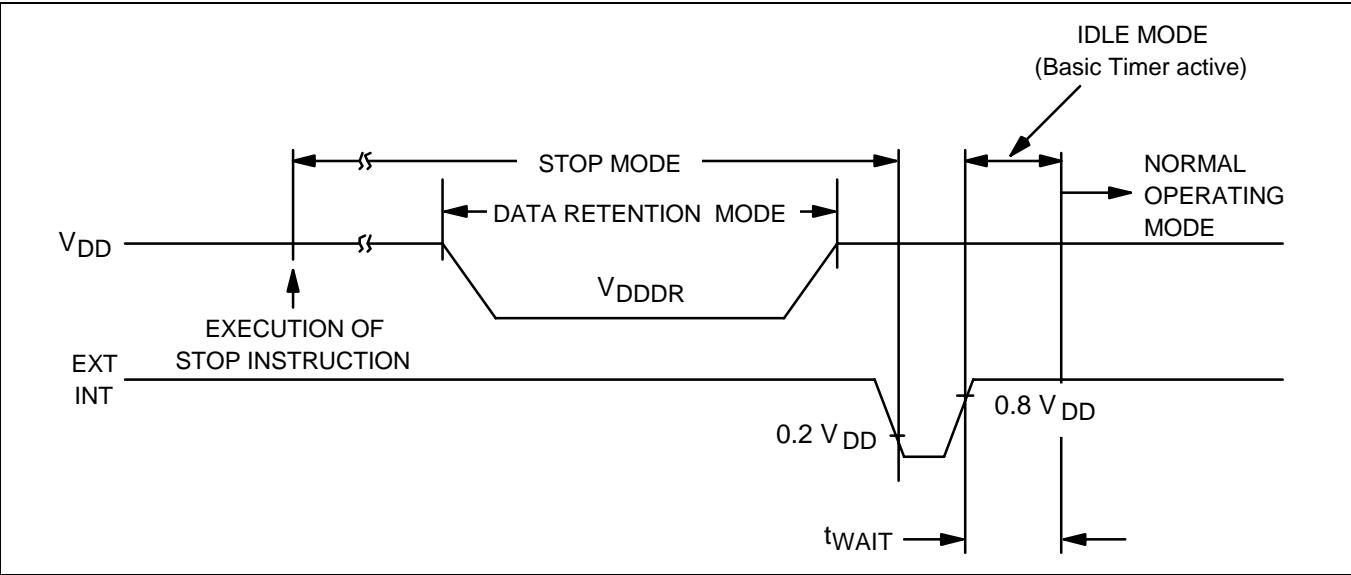 IDLE MODE
(Basic Timer active)
STOP MODE
NORMAL
OPERATING
MODE
DATA RETENTION MODE
VDD
VDDDR
EXECUTION OF
STOP INSTRUCTION
EXT
INT
0.8 VDD
0.2 VDD
tWAIT